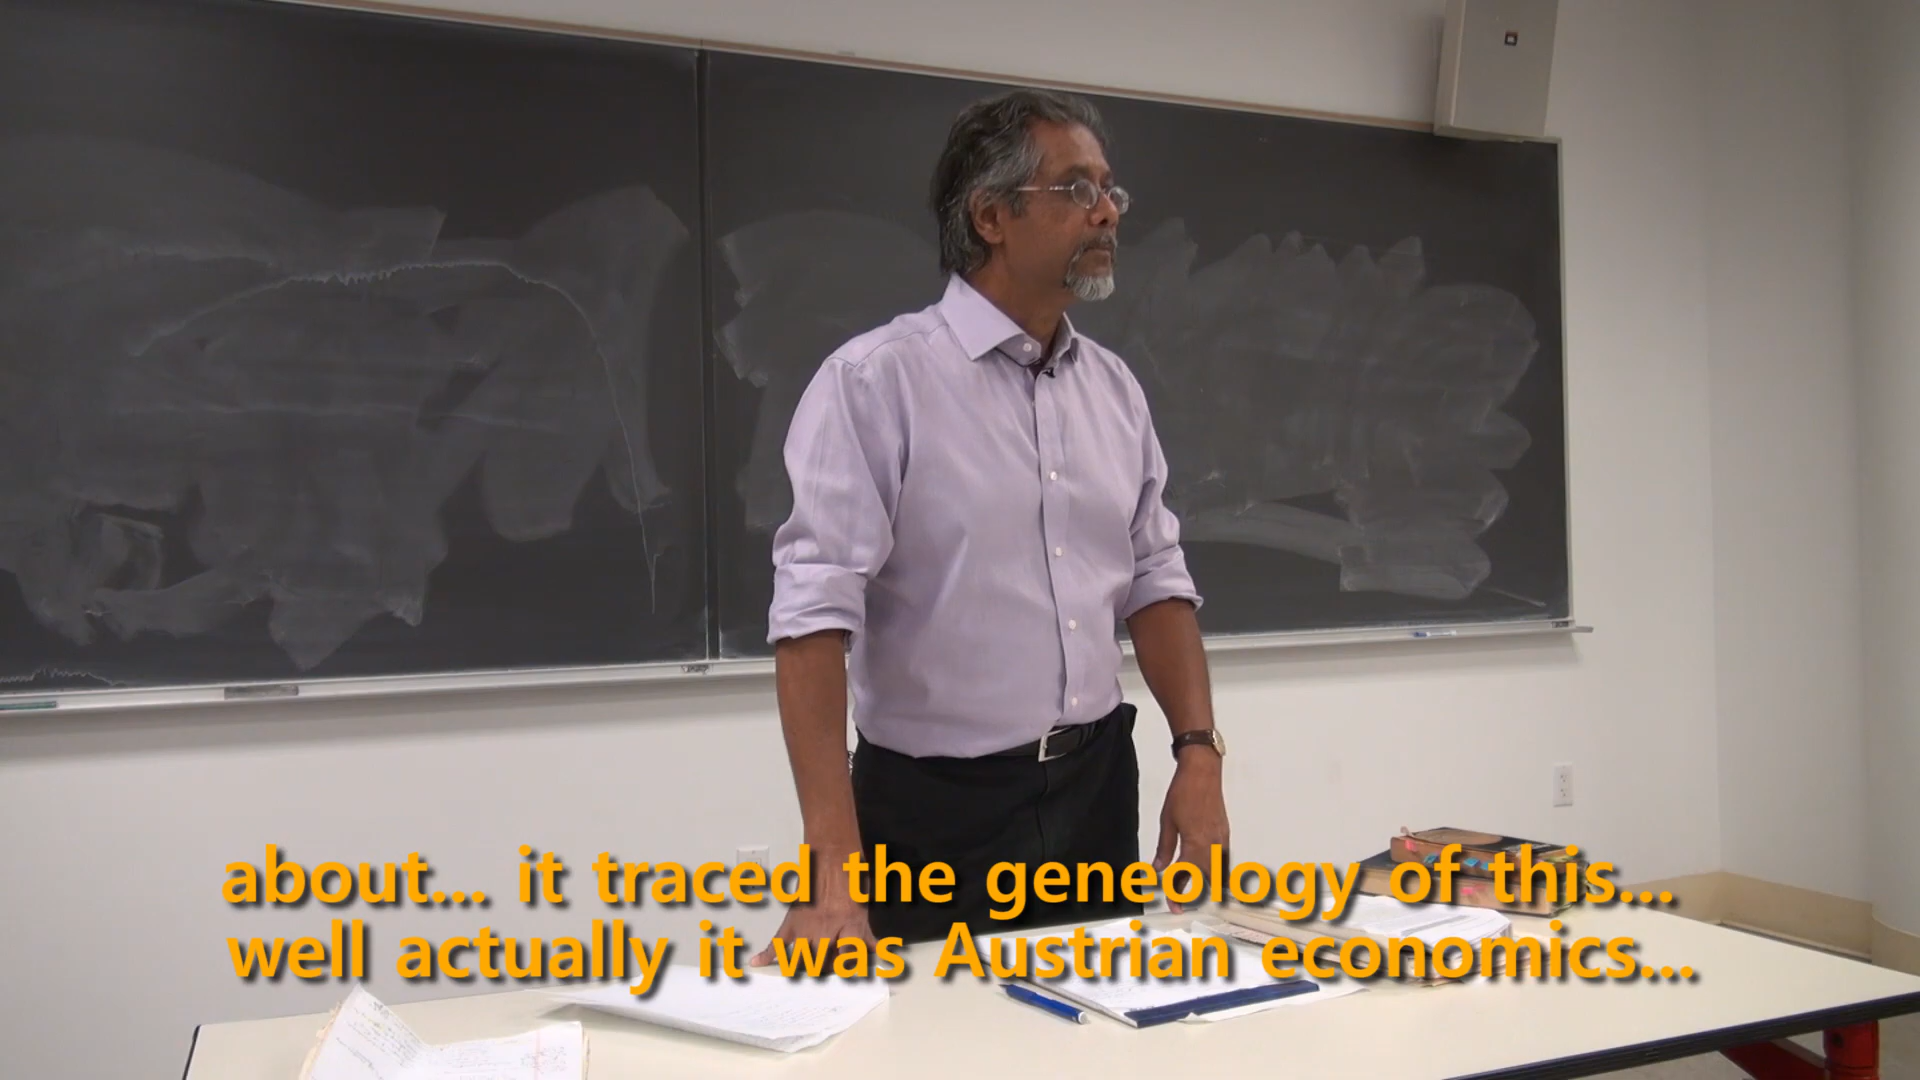 about... it traced the geneology of this...
well actually it was Austrian economics...